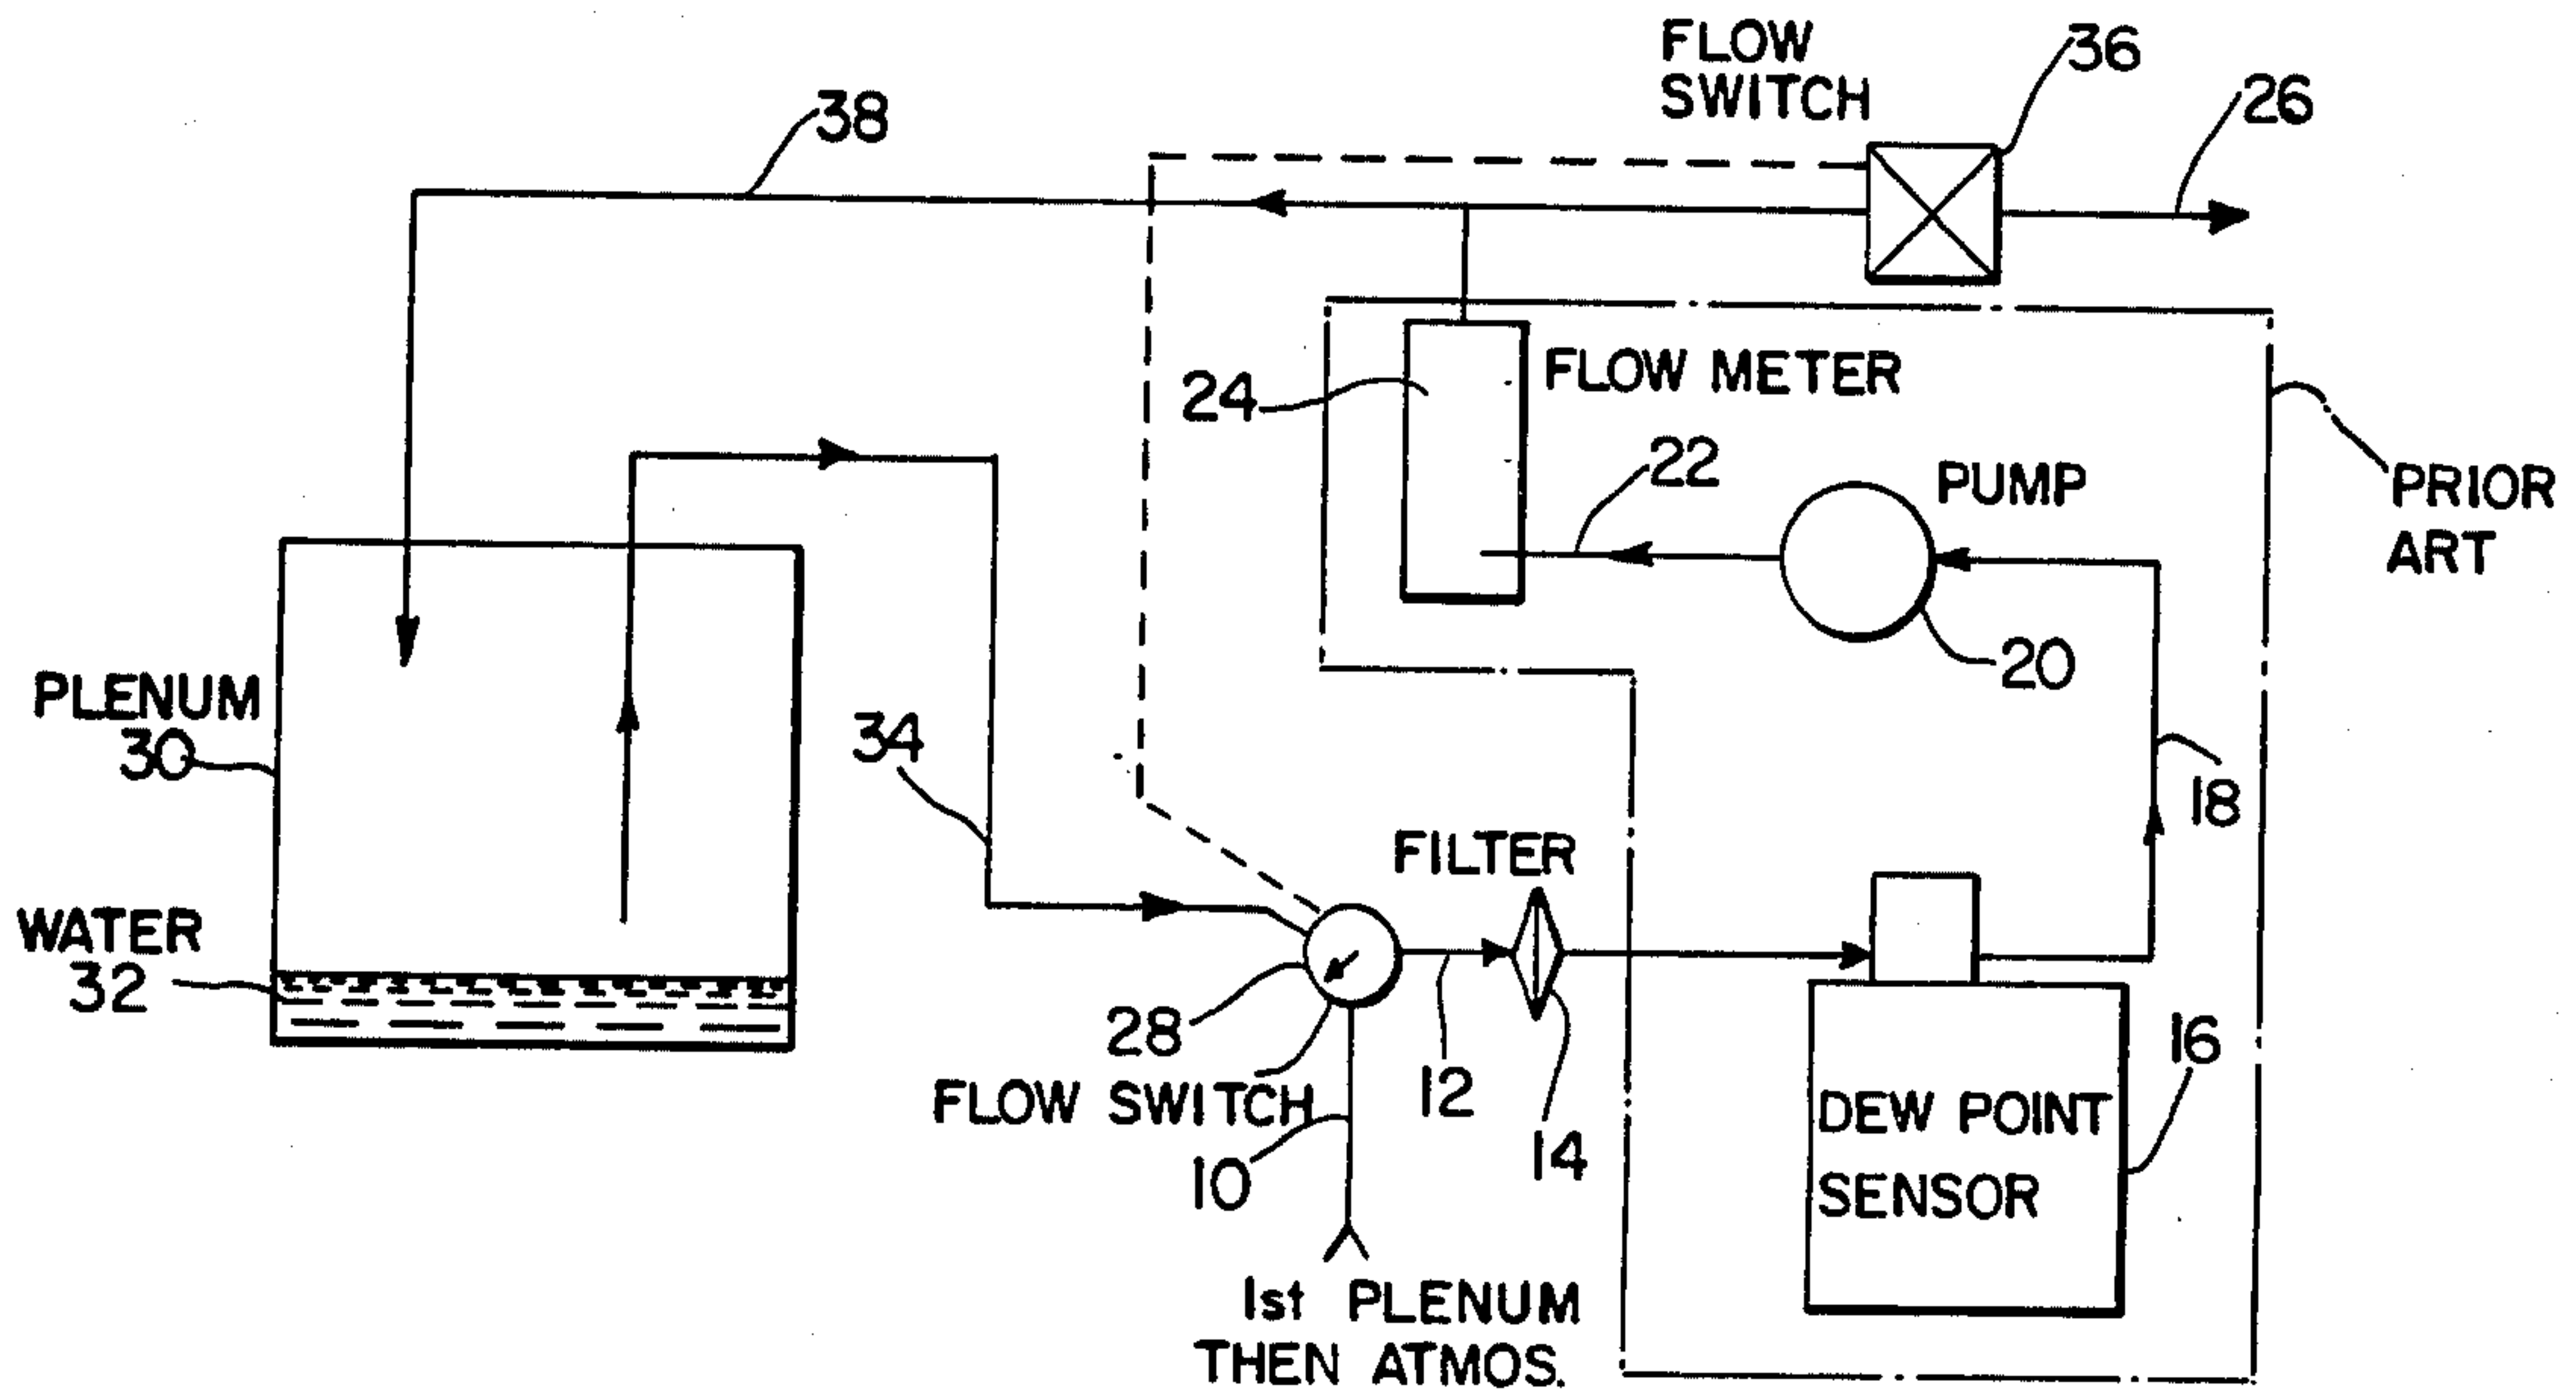 FLOW
SWITCH
36
26
38
24
FLOW METER
22
PUMP
PRIOR
ART
20
PLENUM
30
34
18
FILTER
WATER
32
28
FLOW SWITCH
12
14
10
16
DEW POINT
SENSOR
1st PLENUM
THEN ATMOS.